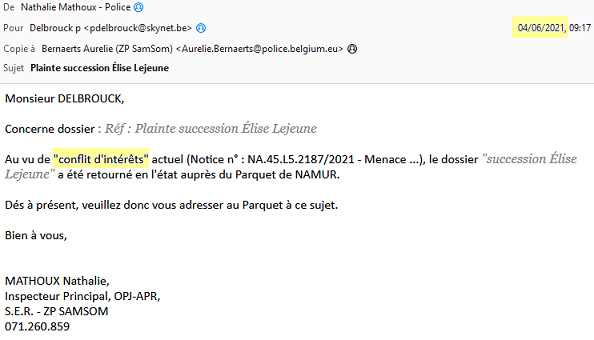 De Nathalie Mathoux - Police
Pour Delbrouck p <pdelbrouck@skynet.be> 04/06/2021, 09:17
Copie à Bernaerts Aurelie (ZP SamSom) <Aurelie.Bernaerts@police.belgium.eu>
Sujet Plainte succession Élise Lejeune
Monsieur DELBROUCK,
Concerne dossier : Réf : Plainte succession Élise Lejeune
Au vu de "conflit d'intérêts" actuel (Notice n° : NA.45.L5.2187/2021 - Menace ...), le dossier "succession Élise
Lejeune" a été retourné en l'état auprès du Parquet de NAMUR.
Dés à présent, veuillez donc vous adresser au Parquet à ce sujet.
Bien à vous,
MATHOUX Nathalie,
Inspecteur Principal, OPJ-APR,
S.E.R. - ZP SAMSOM
071.260.859